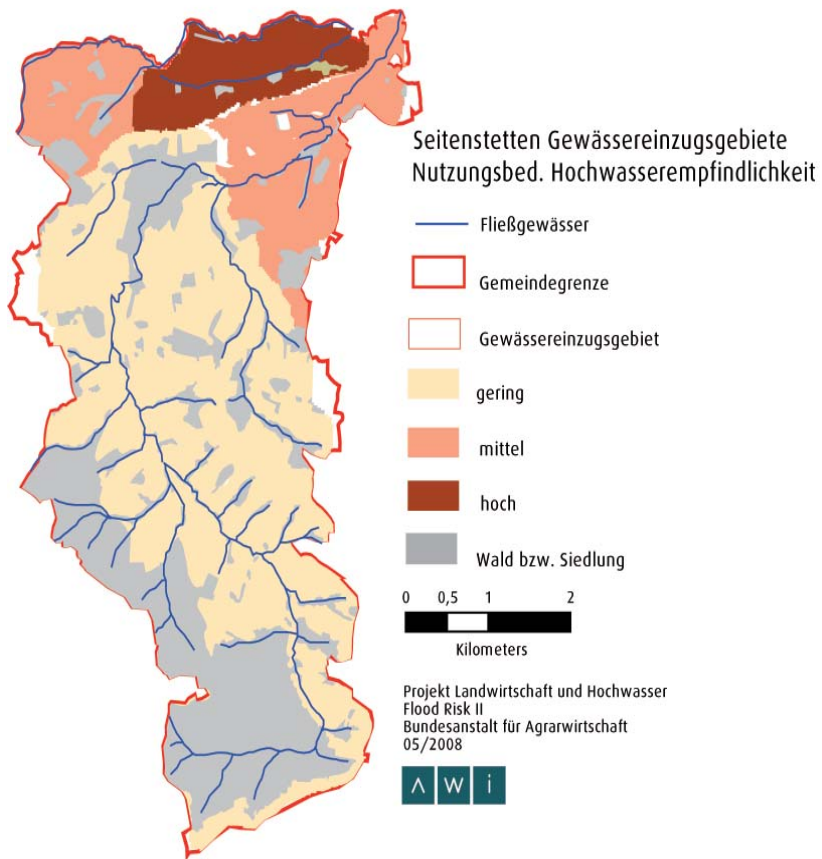 Seitenstetten Gewässereinzugsgebiete
Nutzungsbed. Hochwasserempfindlichkeit
Fließgewässer
Gemeindegrenze
Gewässereinzugsgebiet
gering
mittel
hoch
Wald bzw. Siedlung
0 0,5 1 2
Kilometers
Projekt Landwirtschaft und Hochwasser
Flood Risk II
Bundesanstalt für Agrarwirtschaft
05/2008
Λ W i